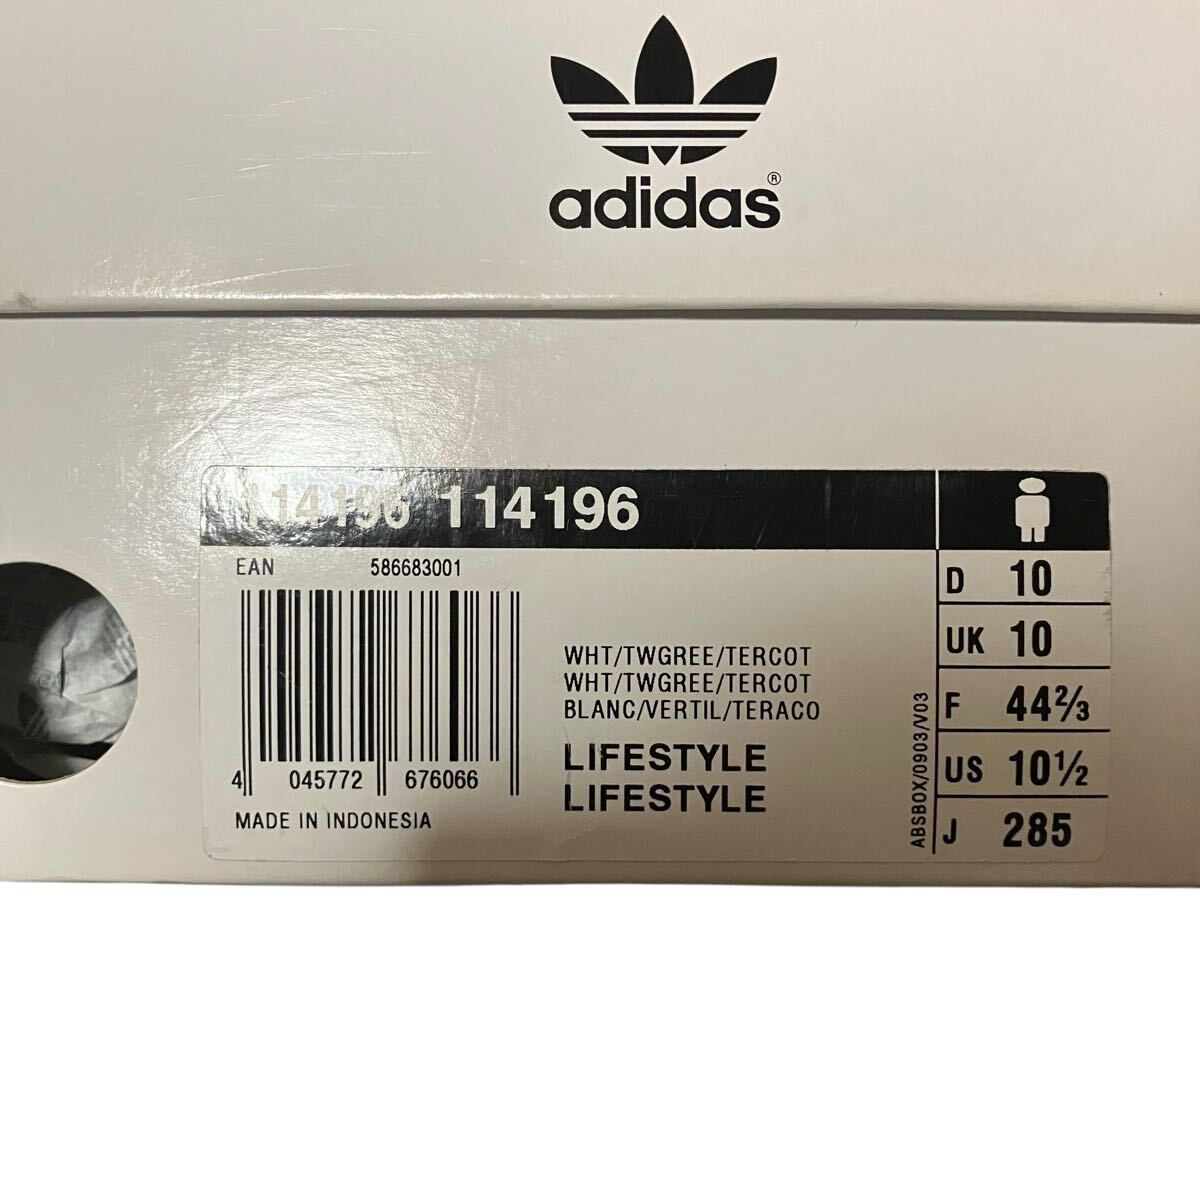 adidas®
114196 114196
EAN 586683001
D 10
UK 10
F 44⅔
US 10½
J 285
WHT/TWGREE/TERCOT
WHT/TWGREE/TERCOT
BLANC/VERTIL/TERACO
LIFESTYLE
LIFESTYLE
4 045772 676066
MADE IN INDONESIA
ABSBOX/0903/V03